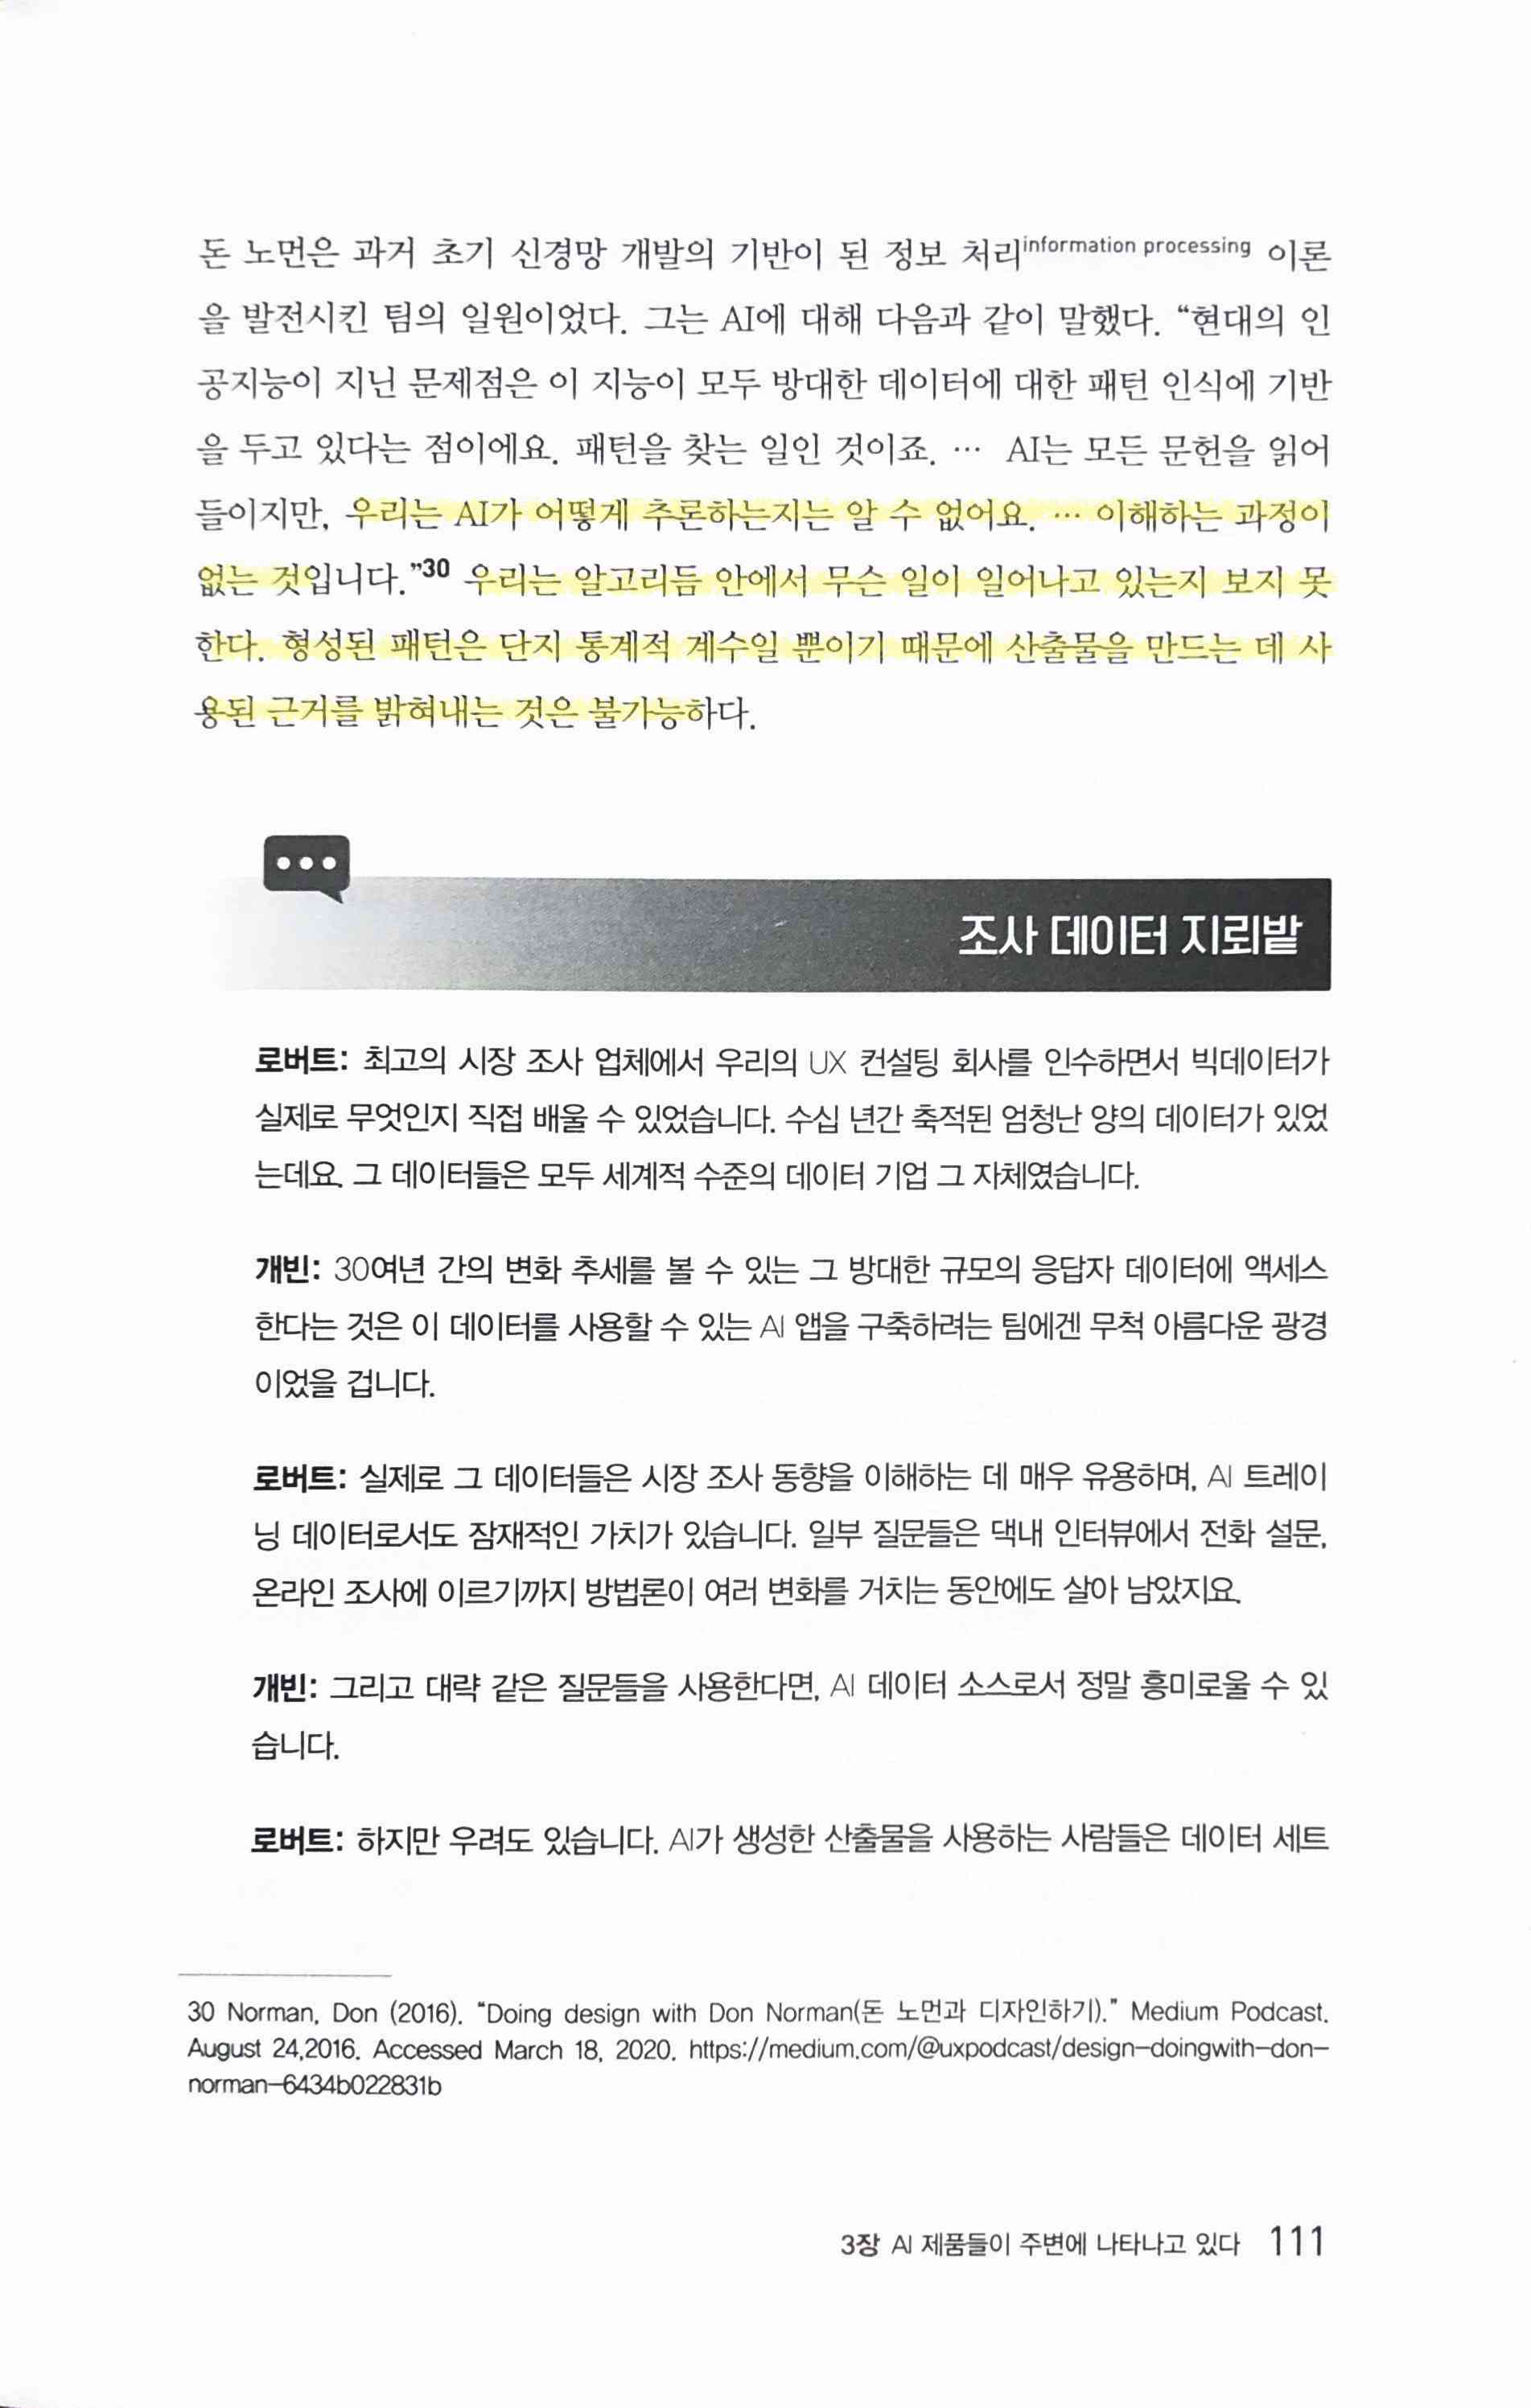 돈 노먼은 과거 초기 신경망 개발의 기반이 된 정보 처리information processing 이론
을 발전시킨 팀의 일원이었다. 그는 AI에 대해 다음과 같이 말했다. “현대의 인
공지능이 지닌 문제점은 이 지능이 모두 방대한 데이터에 대한 패턴 인식에 기반
을 두고 있다는 점이에요. 패턴을 찾는 일인 것이죠. … AI는 모든 문헌을 읽어
들이지만, 우리는 AI가 어떻게 추론하는지는 알 수 없어요. … 이해하는 과정이
없는 것입니다.”30 우리는 알고리듬 안에서 무슨 일이 일어나고 있는지 보지 못
한다. 형성된 패턴은 단지 통계적 계수일 뿐이기 때문에 산출물을 만드는 데 사
용된 근거를 밝혀내는 것은 불가능하다.
조사 데이터 지뢰밭
로버트: 최고의 시장 조사 업체에서 우리의 UX 컨설팅 회사를 인수하면서 빅데이터가
실제로 무엇인지 직접 배울 수 있었습니다. 수십 년간 축적된 엄청난 양의 데이터가 있었
는데요. 그 데이터들은 모두 세계적 수준의 데이터 기업 그 자체였습니다.
개빈: 30여년 간의 변화 추세를 볼 수 있는 그 방대한 규모의 응답자 데이터에 액세스
한다는 것은 이 데이터를 사용할 수 있는 AI 앱을 구축하려는 팀에겐 무척 아름다운 광경
이었을 겁니다.
로버트: 실제로 그 데이터들은 시장 조사 동향을 이해하는 데 매우 유용하며, AI 트레이
닝 데이터로서도 잠재적인 가치가 있습니다. 일부 질문들은 댁내 인터뷰에서 전화 설문,
온라인 조사에 이르기까지 방법론이 여러 변화를 거치는 동안에도 살아 남았지요.
개빈: 그리고 대략 같은 질문들을 사용한다면, AI 데이터 소스로서 정말 흥미로울 수 있
습니다.
로버트: 하지만 우려도 있습니다. AI가 생성한 산출물을 사용하는 사람들은 데이터 세트
30 Norman, Don (2016). “Doing design with Don Norman(돈 노먼과 디자인하기).” Medium Podcast.
August 24,2016. Accessed March 18, 2020. https://medium.com/@uxpodcast/design-doingwith-don-
norman-6434b022831b
3장 AI 제품들이 주변에 나타나고 있다 111